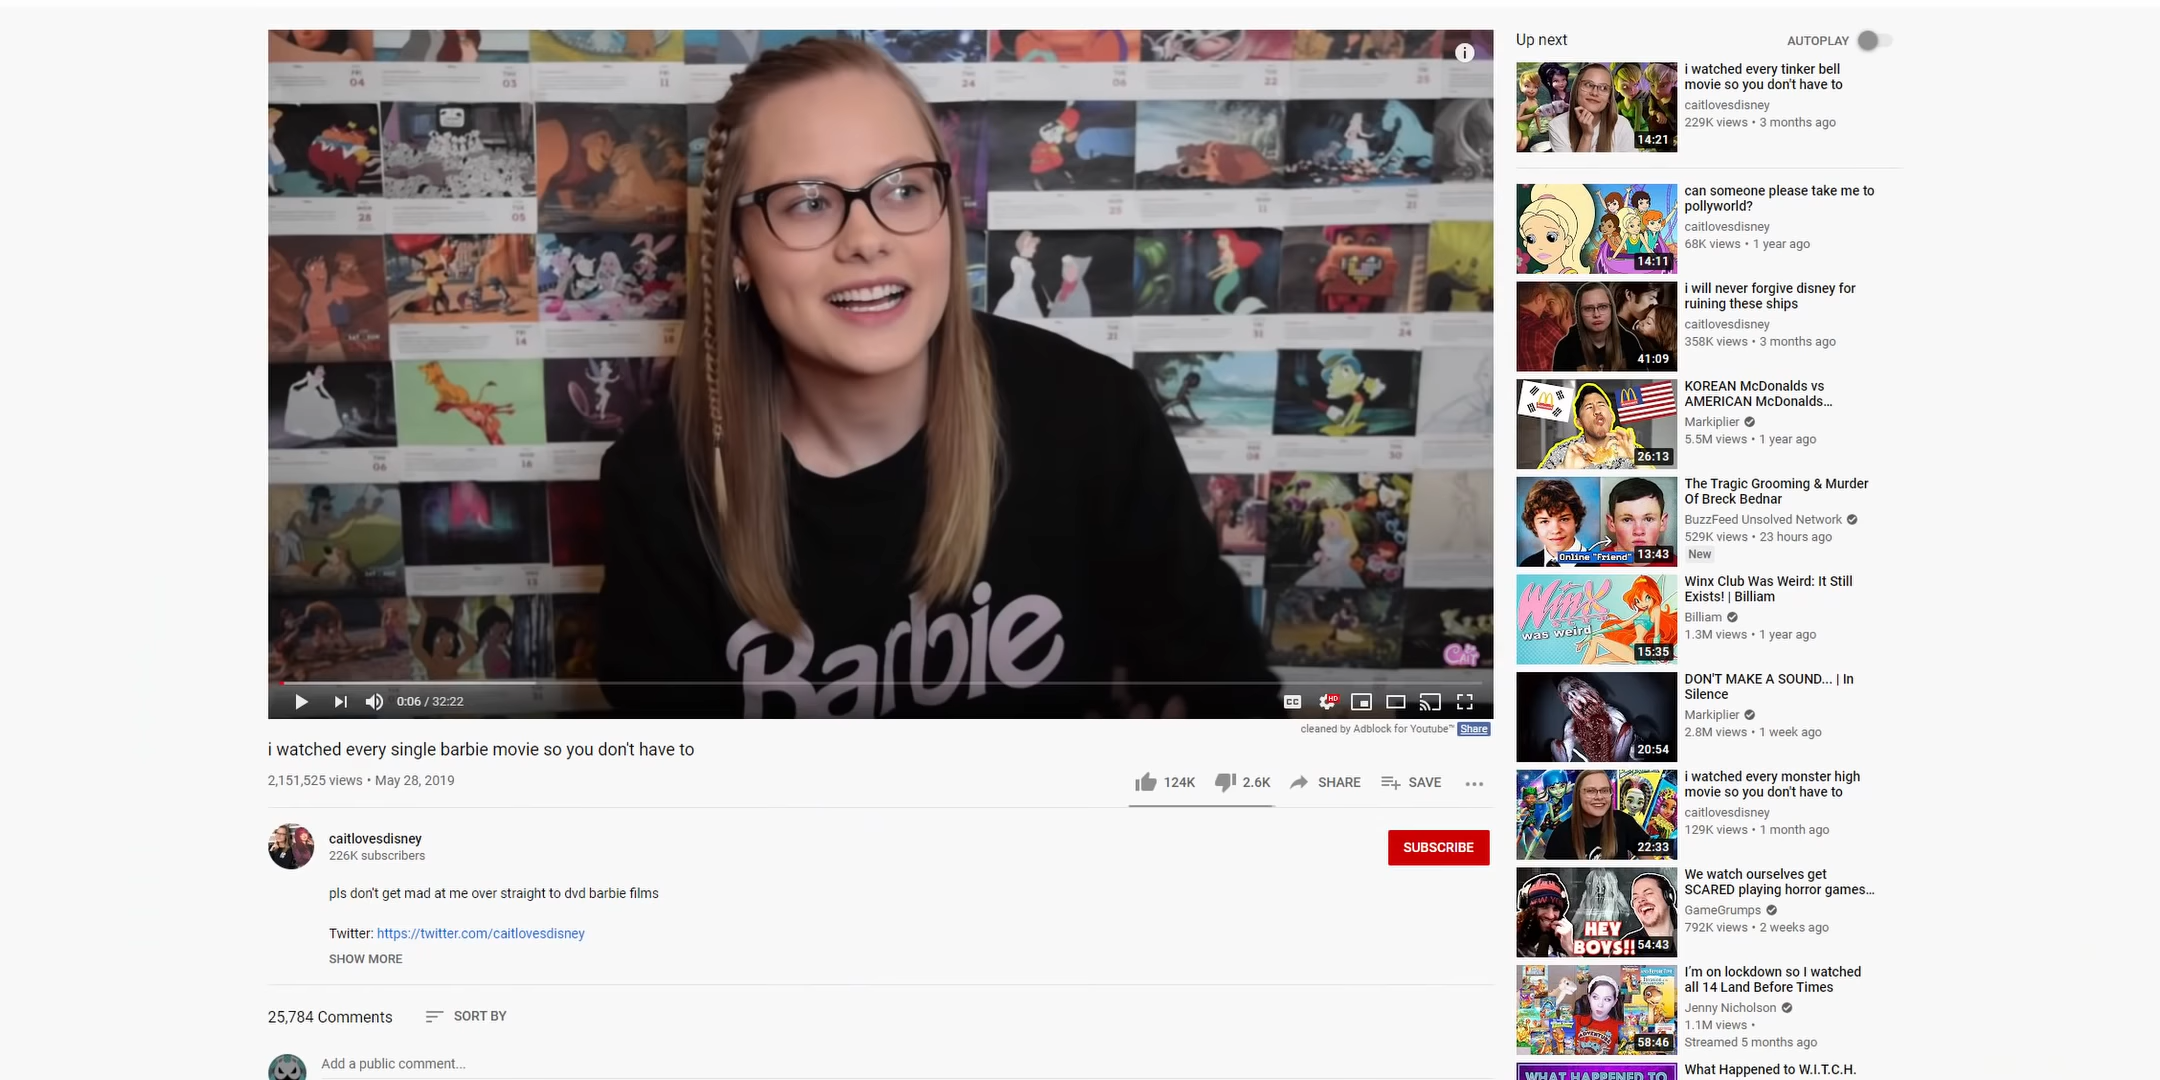 Barbie
CAIT
0:06 / 32:22
CC
HD
cleaned by Adblock for Youtube™ Share
i watched every single barbie movie so you don't have to
2,151,525 views • May 28, 2019
124K
2.6K
SHARE
SAVE
caitlovesdisney
226K subscribers
SUBSCRIBE
pls don't get mad at me over straight to dvd barbie films
Twitter: https://twitter.com/caitlovesdisney
SHOW MORE
25,784 Comments
SORT BY
Add a public comment...
Up next
AUTOPLAY
14:21
i watched every tinker bell
movie so you don't have to
caitlovesdisney
229K views • 3 months ago
14:11
can someone please take me to
pollyworld?
caitlovesdisney
68K views • 1 year ago
41:09
i will never forgive disney for
ruining these ships
caitlovesdisney
358K views • 3 months ago
26:13
KOREAN McDonalds vs
AMERICAN McDonalds...
Markiplier
5.5M views • 1 year ago
Online "Friend"
13:43
The Tragic Grooming & Murder
Of Breck Bednar
BuzzFeed Unsolved Network
529K views • 23 hours ago
New
Winx
was weird
15:35
Winx Club Was Weird: It Still
Exists! | Billiam
Billiam
1.3M views • 1 year ago
20:54
DON'T MAKE A SOUND... | In
Silence
Markiplier
2.8M views • 1 week ago
22:33
i watched every monster high
movie so you don't have to
caitlovesdisney
129K views • 1 month ago
HEY
BOYS!!
54:43
We watch ourselves get
SCARED playing horror games...
GameGrumps
792K views • 2 weeks ago
58:46
I'm on lockdown so I watched
all 14 Land Before Times
Jenny Nicholson
1.1M views •
Streamed 5 months ago
WHAT HAPPENED TO
What Happened to W.I.T.C.H.